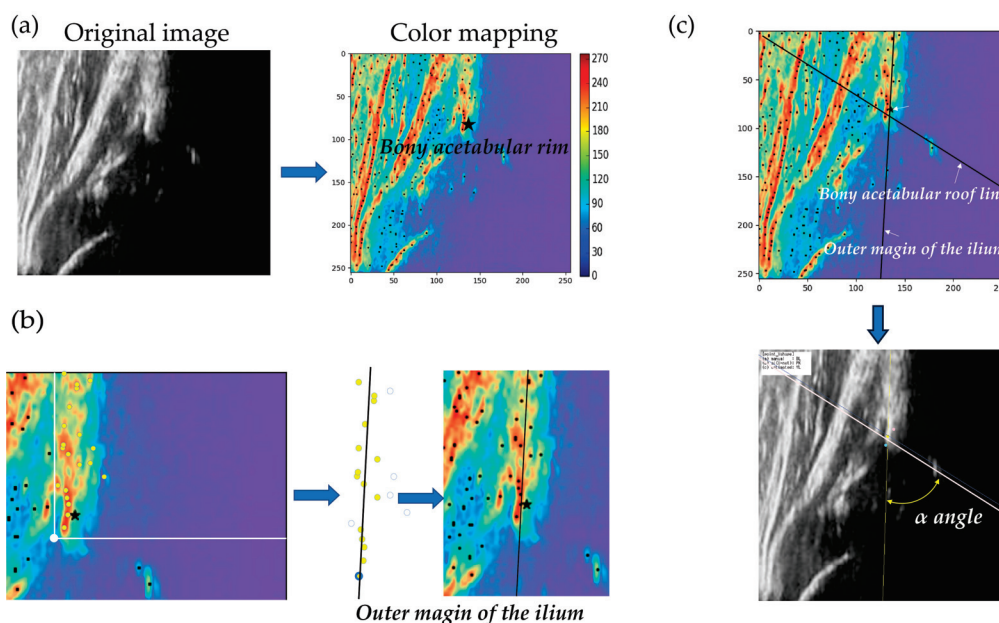 (a)
Original image
Color mapping
0
50
100
150
200
250
0 50 100 150 200 250
270
240
210
180
150
120
90
60
30
0
Bony acetabular rim
(b)
Outer magin of the ilium
(c)
0
50
100
150
200
250
0 50 100 150 200 250
Bony acetabular roof lin
Outer magin of the ilium
α angle